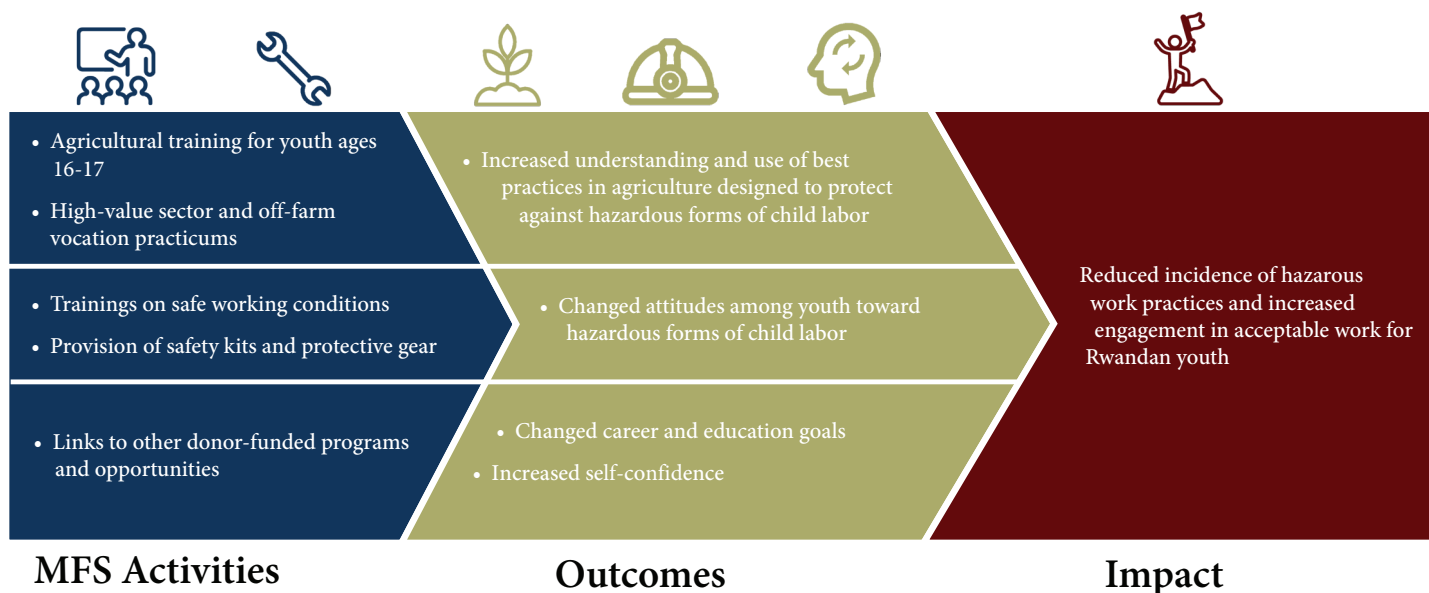 • Agricultural training for youth ages
16-17
• High-value sector and off-farm
vocation practicums
• Trainings on safe working conditions
• Provision of safety kits and protective gear
• Links to other donor-funded programs
and opportunities
• Increased understanding and use of best
practices in agriculture designed to protect
against hazardous forms of child labor
• Changed attitudes among youth toward
hazardous forms of child labor
• Changed career and education goals
• Increased self-confidence
Reduced incidence of hazarous
work practices and increased
engagement in acceptable work for
Rwandan youth
MFS Activities
Outcomes
Impact